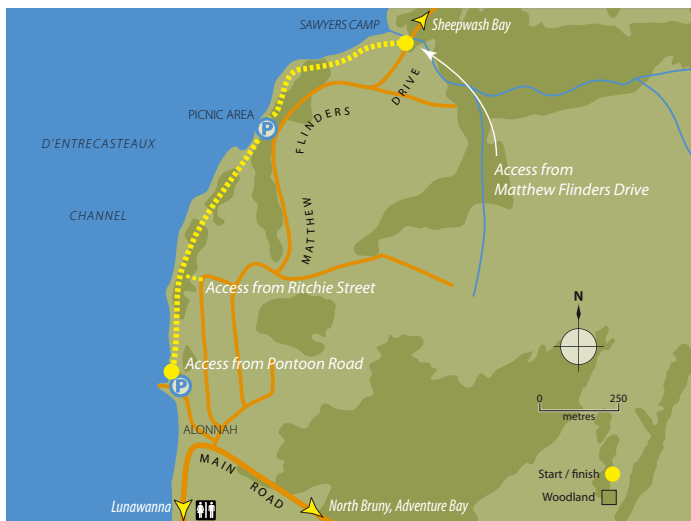 SAWYERS CAMP
Sheepwash Bay
PICNIC AREA
P
D'ENTRECASTEAUX
CHANNEL
MATTHEW FLINDERS DRIVE
Access from
Matthew Flinders Drive
Access from Ritchie Street
N
Access from Pontoon Road
P
0 250
metres
ALONNAH
MAIN ROAD
Start / finish
Woodland
Lunawanna
North Bruny, Adventure Bay